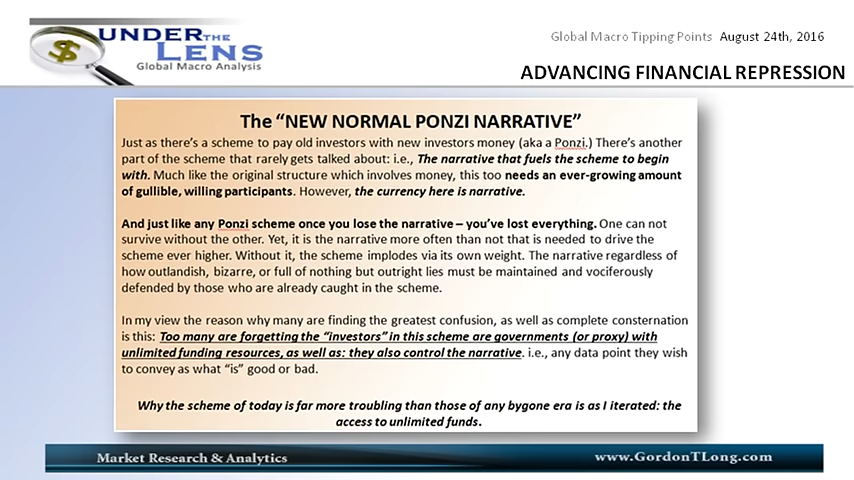 UNDER THE
LENS
Global Macro Analysis
Global Macro Tipping Points August 24th, 2016
ADVANCING FINANCIAL REPRESSION
The “NEW NORMAL PONZI NARRATIVE”
Just as there’s a scheme to pay old investors with new investors money (aka a Ponzi.) There’s another
part of the scheme that rarely gets talked about: i.e., The narrative that fuels the scheme to begin
with. Much like the original structure which involves money, this too needs an ever-growing amount
of gullible, willing participants. However, the currency here is narrative.
And just like any Ponzi scheme once you lose the narrative – you’ve lost everything. One can not
survive without the other. Yet, it is the narrative more often than not that is needed to drive the
scheme ever higher. Without it, the scheme implodes via its own weight. The narrative regardless of
how outlandish, bizarre, or full of nothing but outright lies must be maintained and vociferously
defended by those who are already caught in the scheme.
In my view the reason why many are finding the greatest confusion, as well as complete consternation
is this: Too many are forgetting the “investors” in this scheme are governments (or proxy) with
unlimited funding resources, as well as: they also control the narrative. i.e., any data point they wish
to convey as what “is” good or bad.
Why the scheme of today is far more troubling than those of any bygone era is as I iterated: the
access to unlimited funds.
Market Research & Analytics www.GordonTLong.com